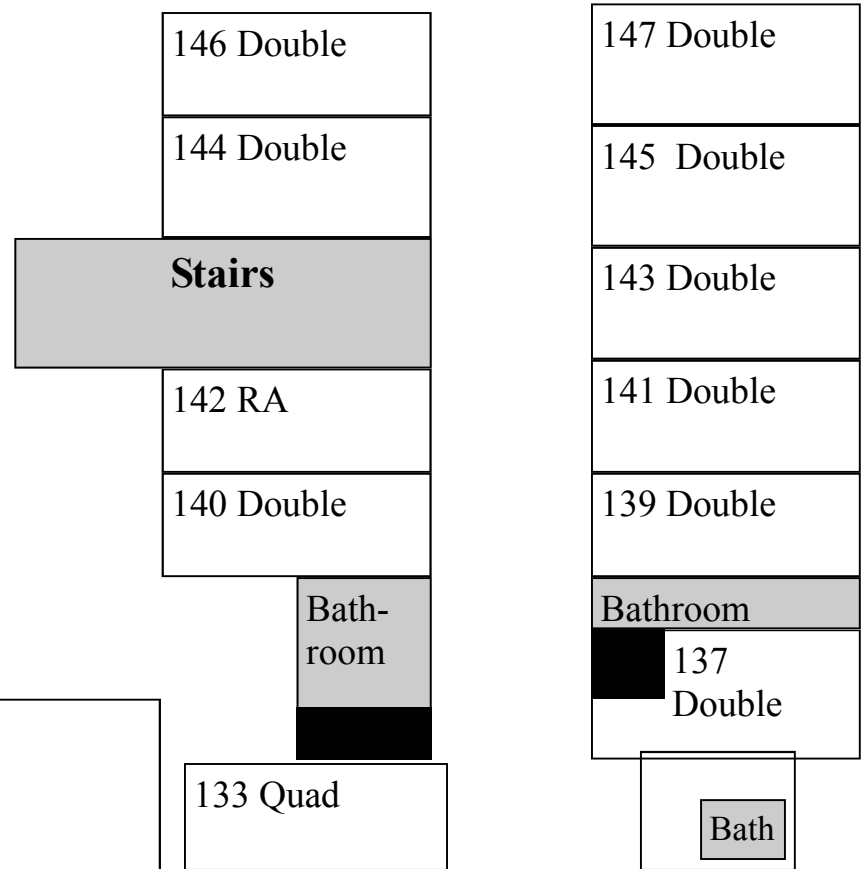 146 Double
144 Double
Stairs
142 RA
140 Double
Bath-
room
133 Quad
147 Double
145  Double
143 Double
141 Double
139 Double
Bathroom
137
Double
Bath